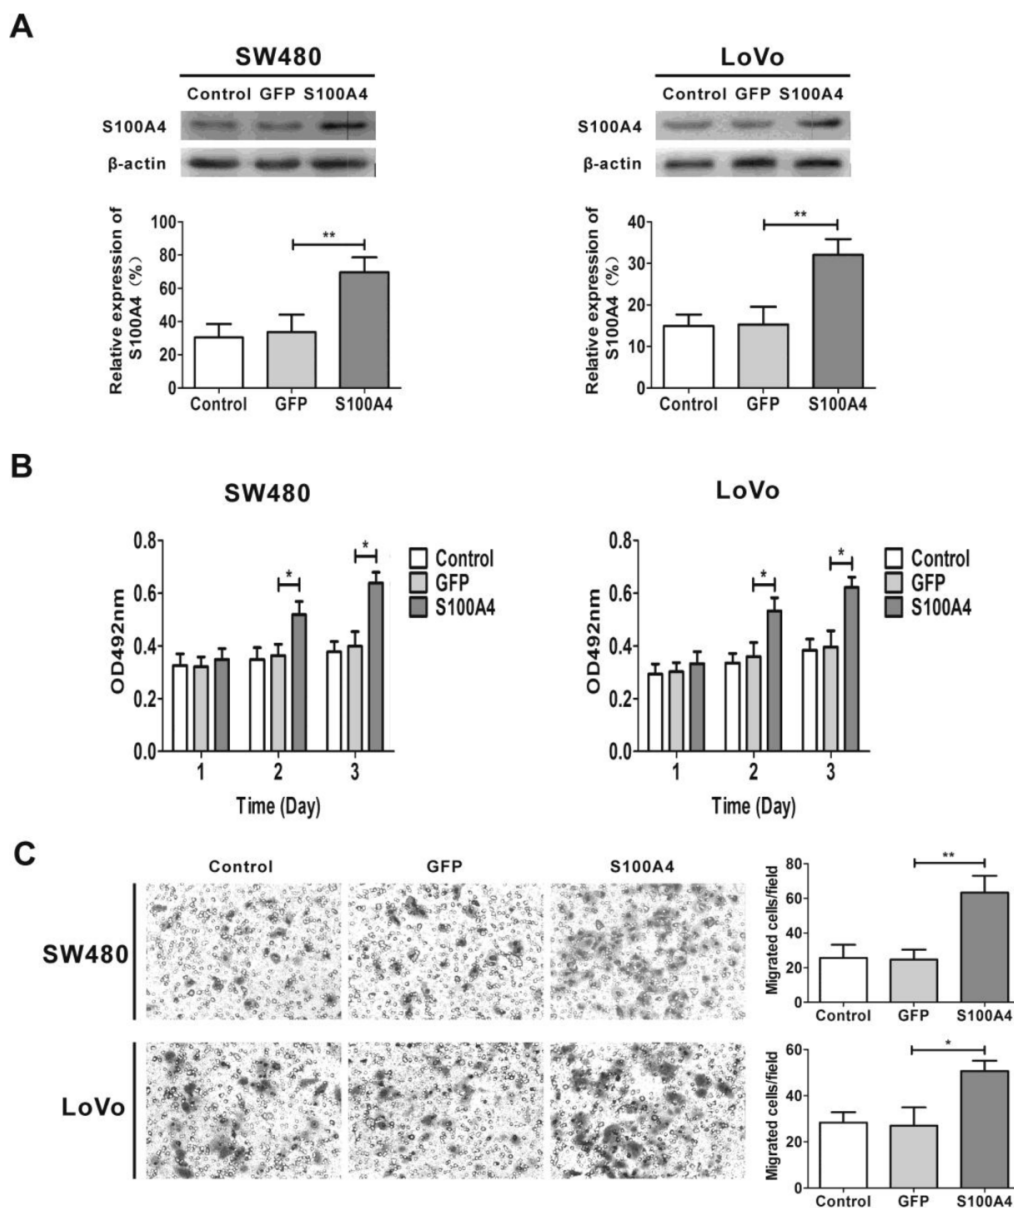 A
SW480
Control GFP S100A4
S100A4
β-actin
Relative expression of
S100A4 (%)
100
80
60
40
20
0
**
Control GFP S100A4
LoVo
Control GFP S100A4
S100A4
β-actin
Relative expression of
S100A4 (%)
40
30
20
10
0
**
Control GFP S100A4
B
SW480
OD492nm
0.8
0.6
0.4
0.2
0.0
*
*
1 2 3
Time (Day)
Control
GFP
S100A4
LoVo
OD492nm
0.8
0.6
0.4
0.2
0.0
*
*
1 2 3
Time (Day)
Control
GFP
S100A4
C
Control GFP S100A4
SW480
Migrated cells/field
80
60
40
20
0
**
Control GFP S100A4
LoVo
Migrated cells/field
60
40
20
0
*
Control GFP S100A4